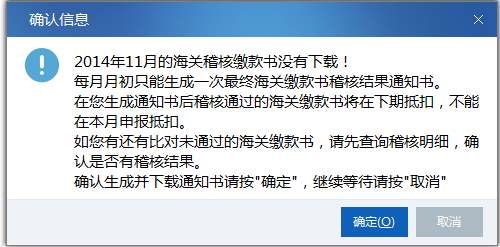 确认信息
2014年11月的海关稽核缴款书没有下载！
每月月初只能生成一次最终海关缴款书稽核结果通知书。
在您生成通知书后稽核通过的海关缴款书将在下期抵扣，不能
在本月申报抵扣。
如您有还有比对未通过的海关缴款书，请先查询稽核明细，确
认是否有稽核结果。
确认生成并下载通知书请按"确定"，继续等待请按"取消"
确定(O) 取消